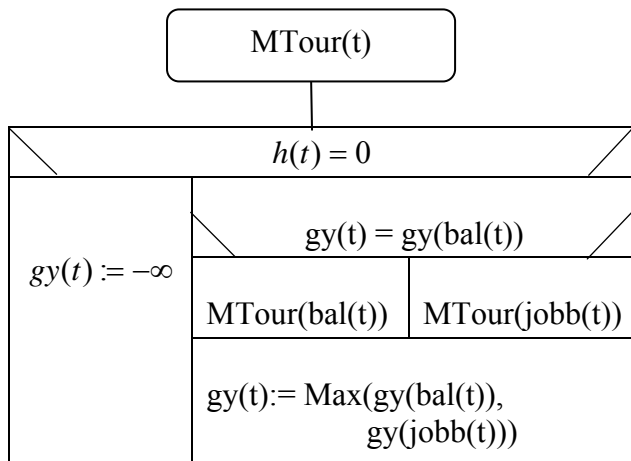 MTour(t)
h(t) = 0
gy(t) = gy(bal(t))
gy(t) := −∞
MTour(bal(t)) MTour(jobb(t))
gy(t):= Max(gy(bal(t)),
gy(jobb(t)))